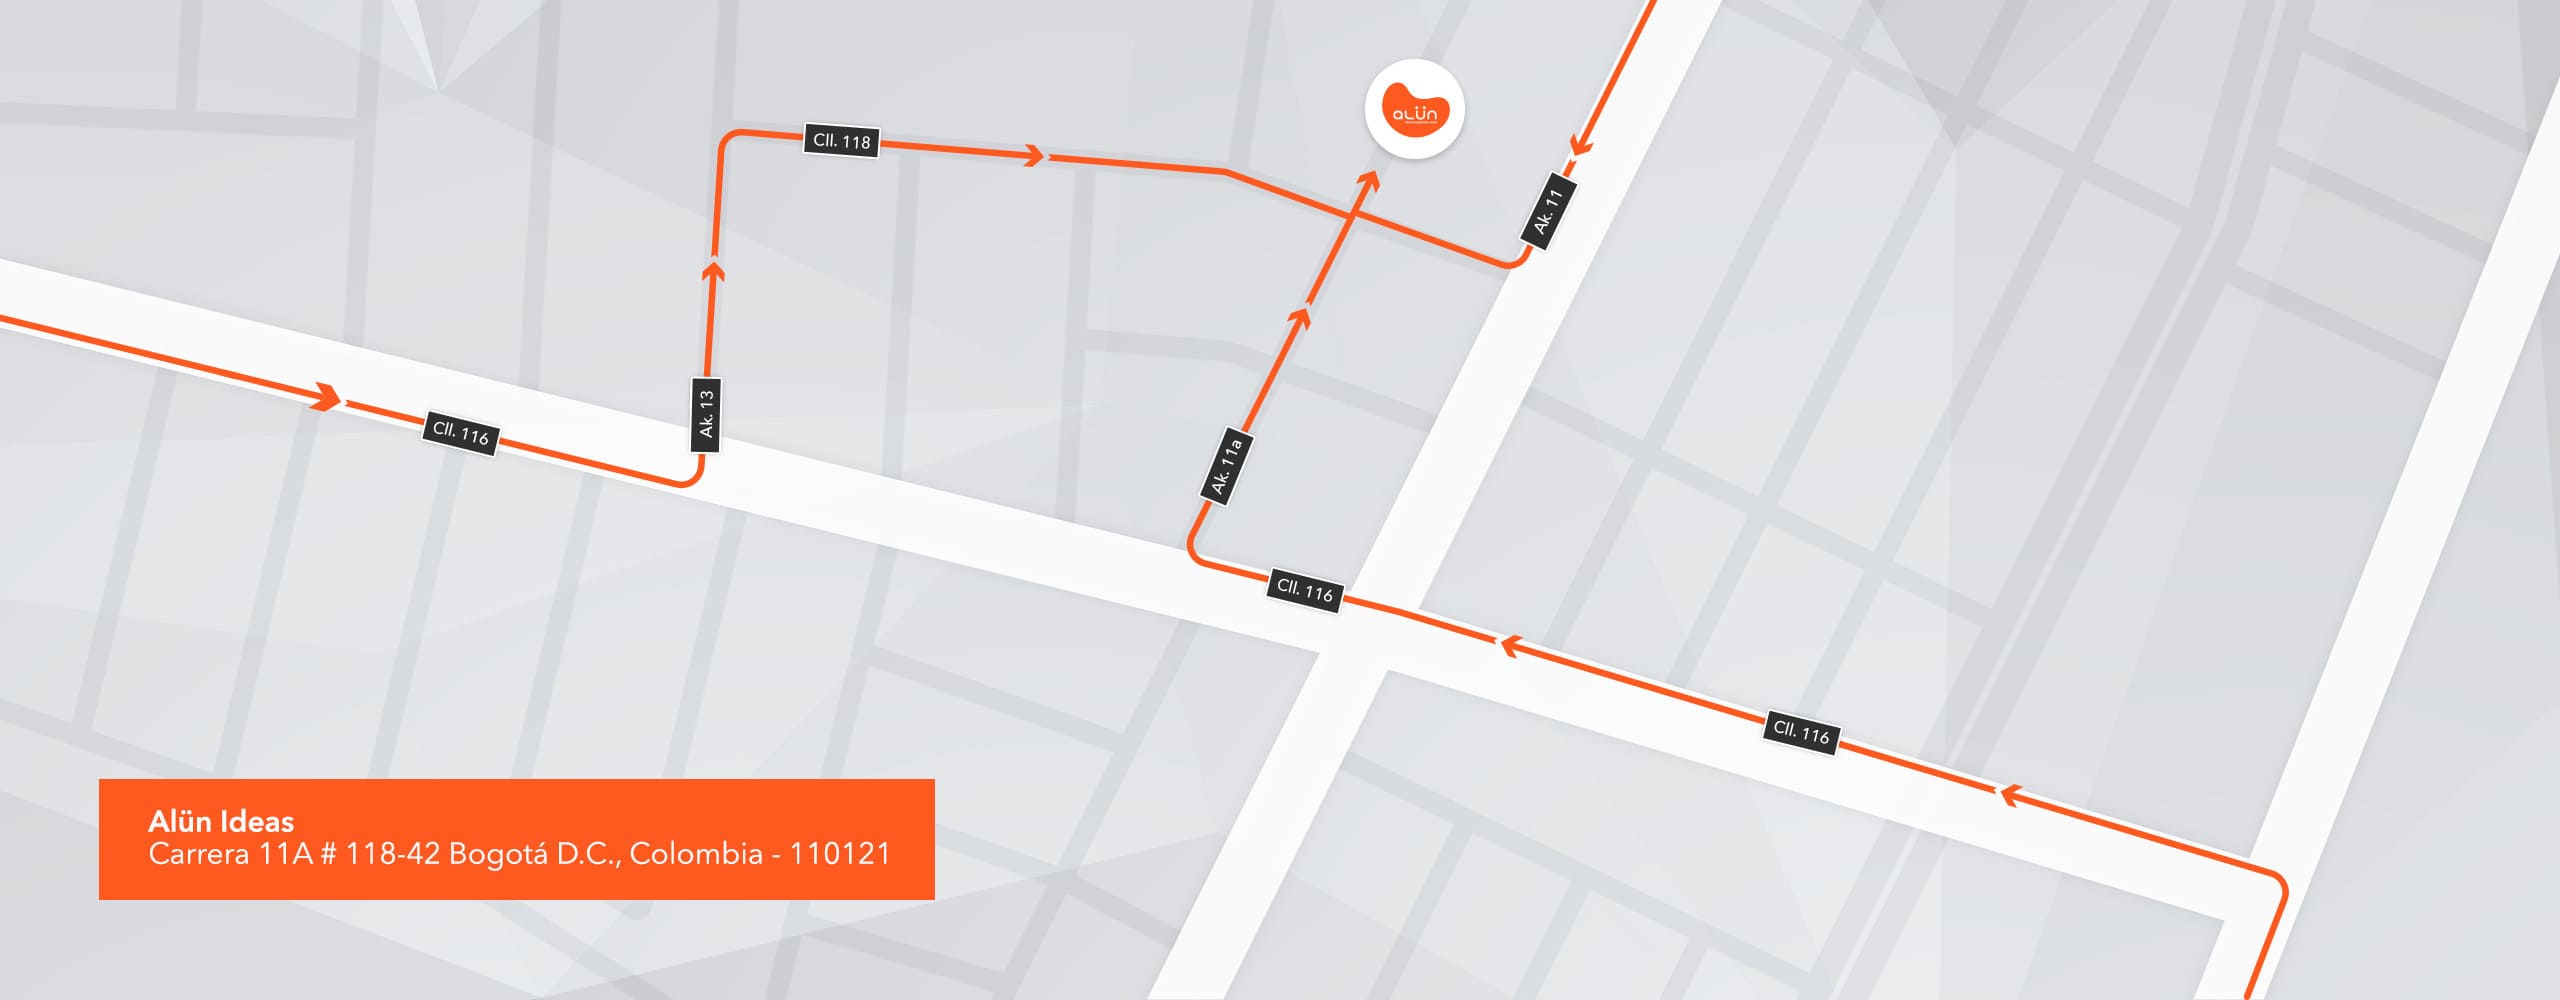 alün
Cll. 118
Ak. 11
Ak. 13
Cll. 116
Ak. 11a
Cll. 116
Cll. 116
Alün Ideas
Carrera 11A # 118-42 Bogotá D.C., Colombia - 110121